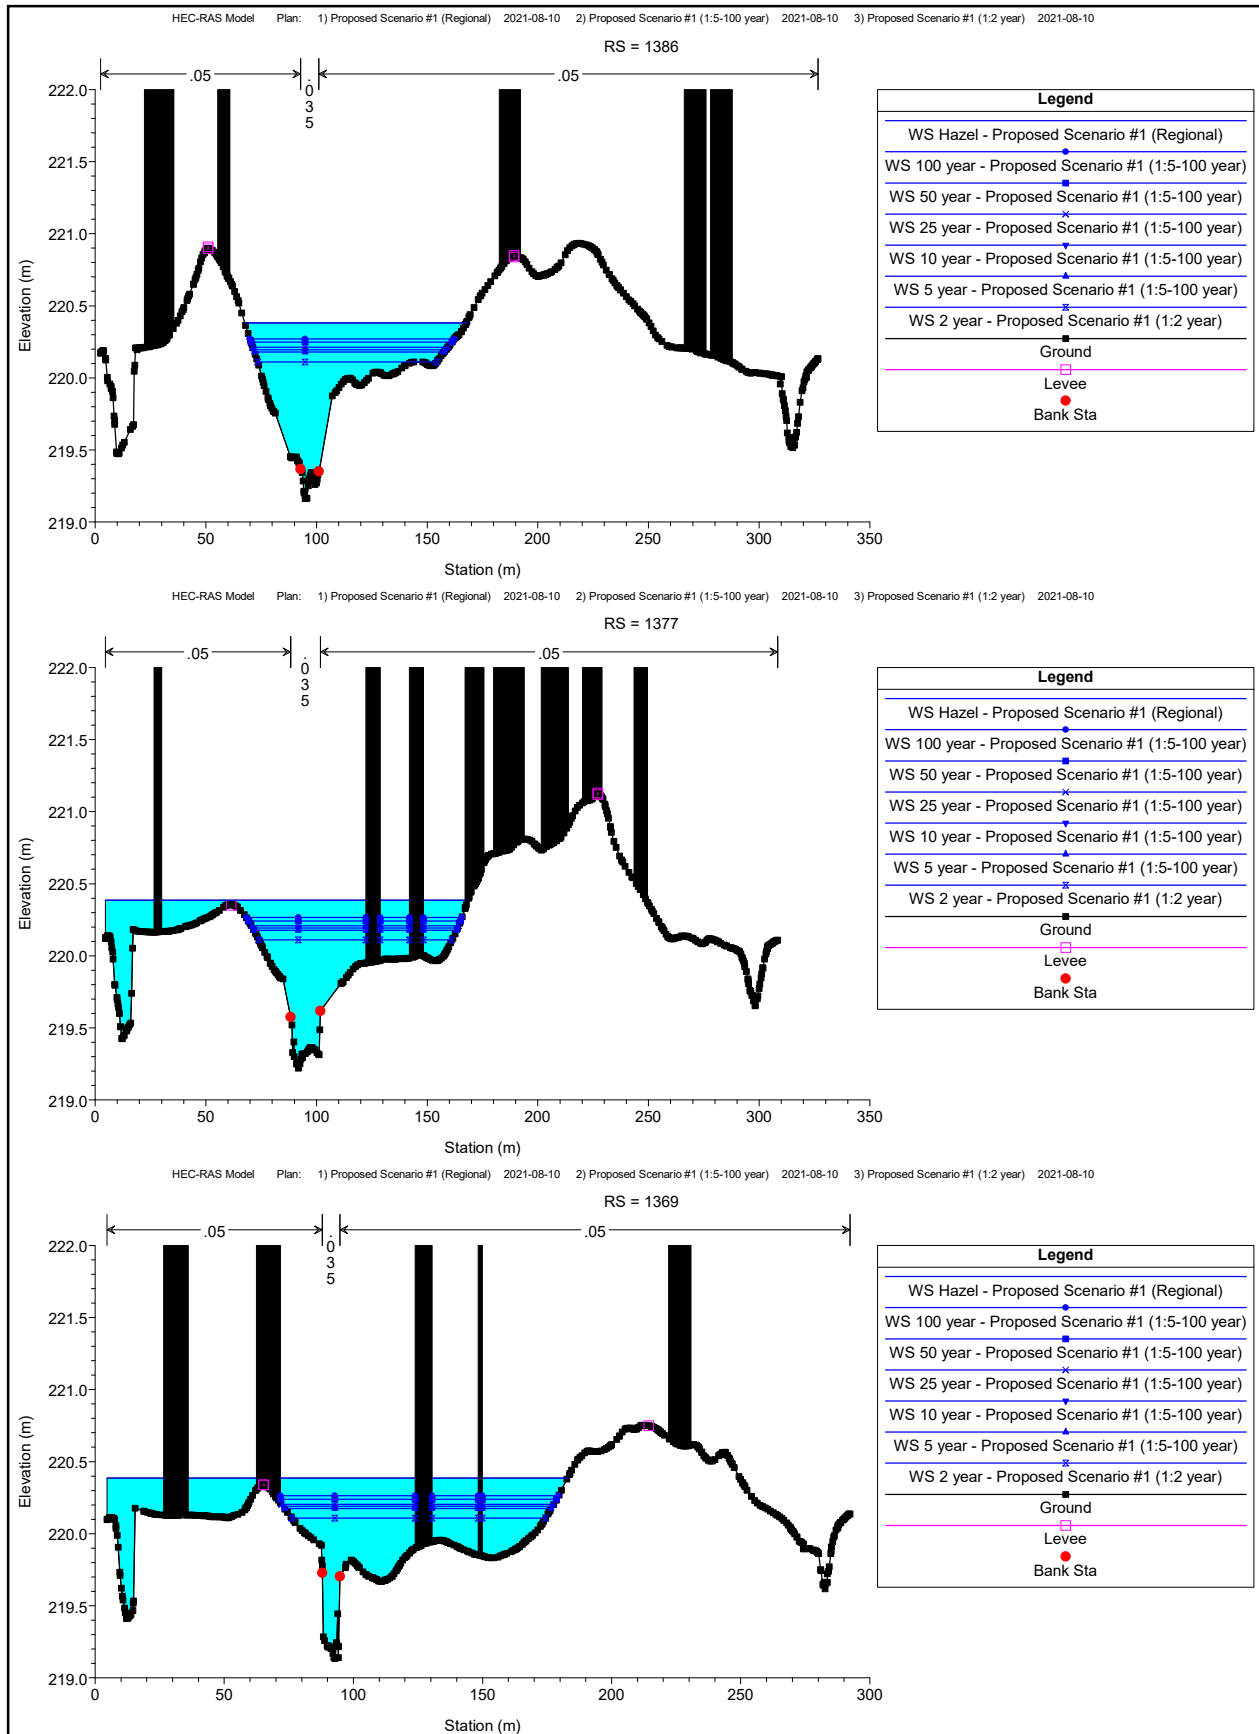 HEC-RAS Model Plan: 1) Proposed Scenario #1 (Regional) 2021-08-10 2) Proposed Scenario #1 (1:5-100 year) 2021-08-10 3) Proposed Scenario #1 (1:2 year) 2021-08-10
RS = 1386
.05 .035 .05
222.0
221.5
221.0
220.5
220.0
219.5
219.0
Elevation (m)
0 50 100 150 200 250 300 350
Station (m)
Legend
WS Hazel - Proposed Scenario #1 (Regional)
WS 100 year - Proposed Scenario #1 (1:5-100 year)
WS 50 year - Proposed Scenario #1 (1:5-100 year)
WS 25 year - Proposed Scenario #1 (1:5-100 year)
WS 10 year - Proposed Scenario #1 (1:5-100 year)
WS 5 year - Proposed Scenario #1 (1:5-100 year)
WS 2 year - Proposed Scenario #1 (1:2 year)
Ground
Levee
Bank Sta
HEC-RAS Model Plan: 1) Proposed Scenario #1 (Regional) 2021-08-10 2) Proposed Scenario #1 (1:5-100 year) 2021-08-10 3) Proposed Scenario #1 (1:2 year) 2021-08-10
RS = 1377
.05 .035 .05
222.0
221.5
221.0
220.5
220.0
219.5
219.0
Elevation (m)
0 50 100 150 200 250 300 350
Station (m)
Legend
WS Hazel - Proposed Scenario #1 (Regional)
WS 100 year - Proposed Scenario #1 (1:5-100 year)
WS 50 year - Proposed Scenario #1 (1:5-100 year)
WS 25 year - Proposed Scenario #1 (1:5-100 year)
WS 10 year - Proposed Scenario #1 (1:5-100 year)
WS 5 year - Proposed Scenario #1 (1:5-100 year)
WS 2 year - Proposed Scenario #1 (1:2 year)
Ground
Levee
Bank Sta
HEC-RAS Model Plan: 1) Proposed Scenario #1 (Regional) 2021-08-10 2) Proposed Scenario #1 (1:5-100 year) 2021-08-10 3) Proposed Scenario #1 (1:2 year) 2021-08-10
RS = 1369
.05 .035 .05
222.0
221.5
221.0
220.5
220.0
219.5
219.0
Elevation (m)
0 50 100 150 200 250 300
Station (m)
Legend
WS Hazel - Proposed Scenario #1 (Regional)
WS 100 year - Proposed Scenario #1 (1:5-100 year)
WS 50 year - Proposed Scenario #1 (1:5-100 year)
WS 25 year - Proposed Scenario #1 (1:5-100 year)
WS 10 year - Proposed Scenario #1 (1:5-100 year)
WS 5 year - Proposed Scenario #1 (1:5-100 year)
WS 2 year - Proposed Scenario #1 (1:2 year)
Ground
Levee
Bank Sta